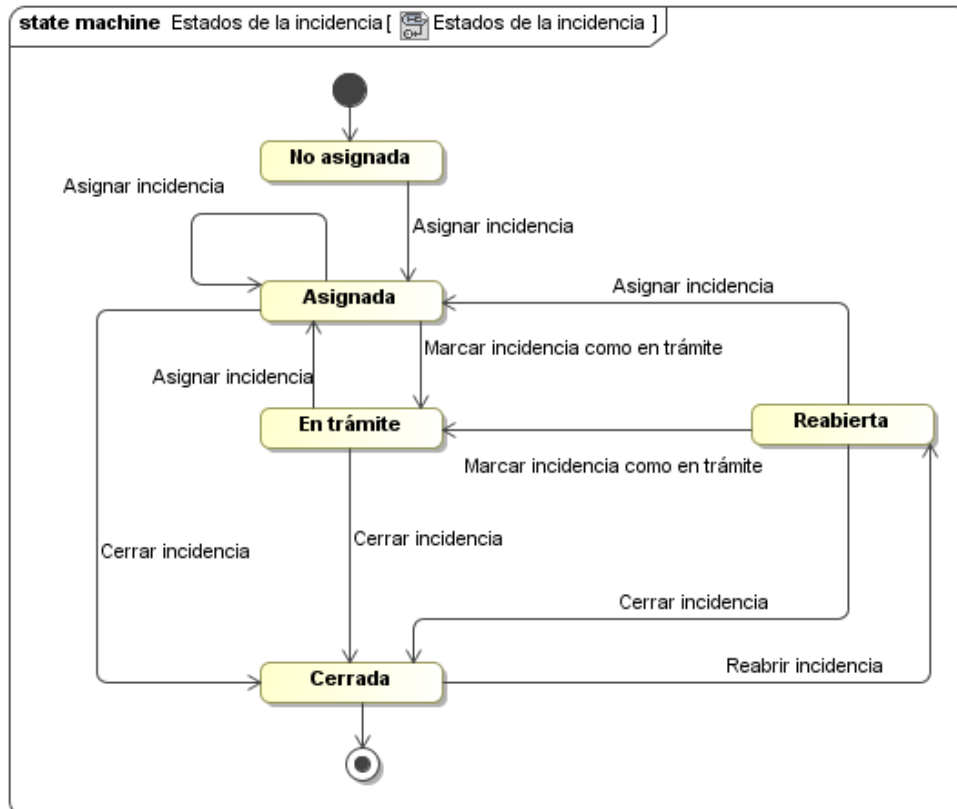 state machine Estados de la incidencia [ Estados de la incidencia ]
No asignada
Asignar incidencia
Asignar incidencia
Asignada
Asignar incidencia
Marcar incidencia como en trámite
Asignar incidencia
En trámite
Reabierta
Marcar incidencia como en trámite
Cerrar incidencia
Cerrar incidencia
Cerrar incidencia
Cerrada
Reabrir incidencia